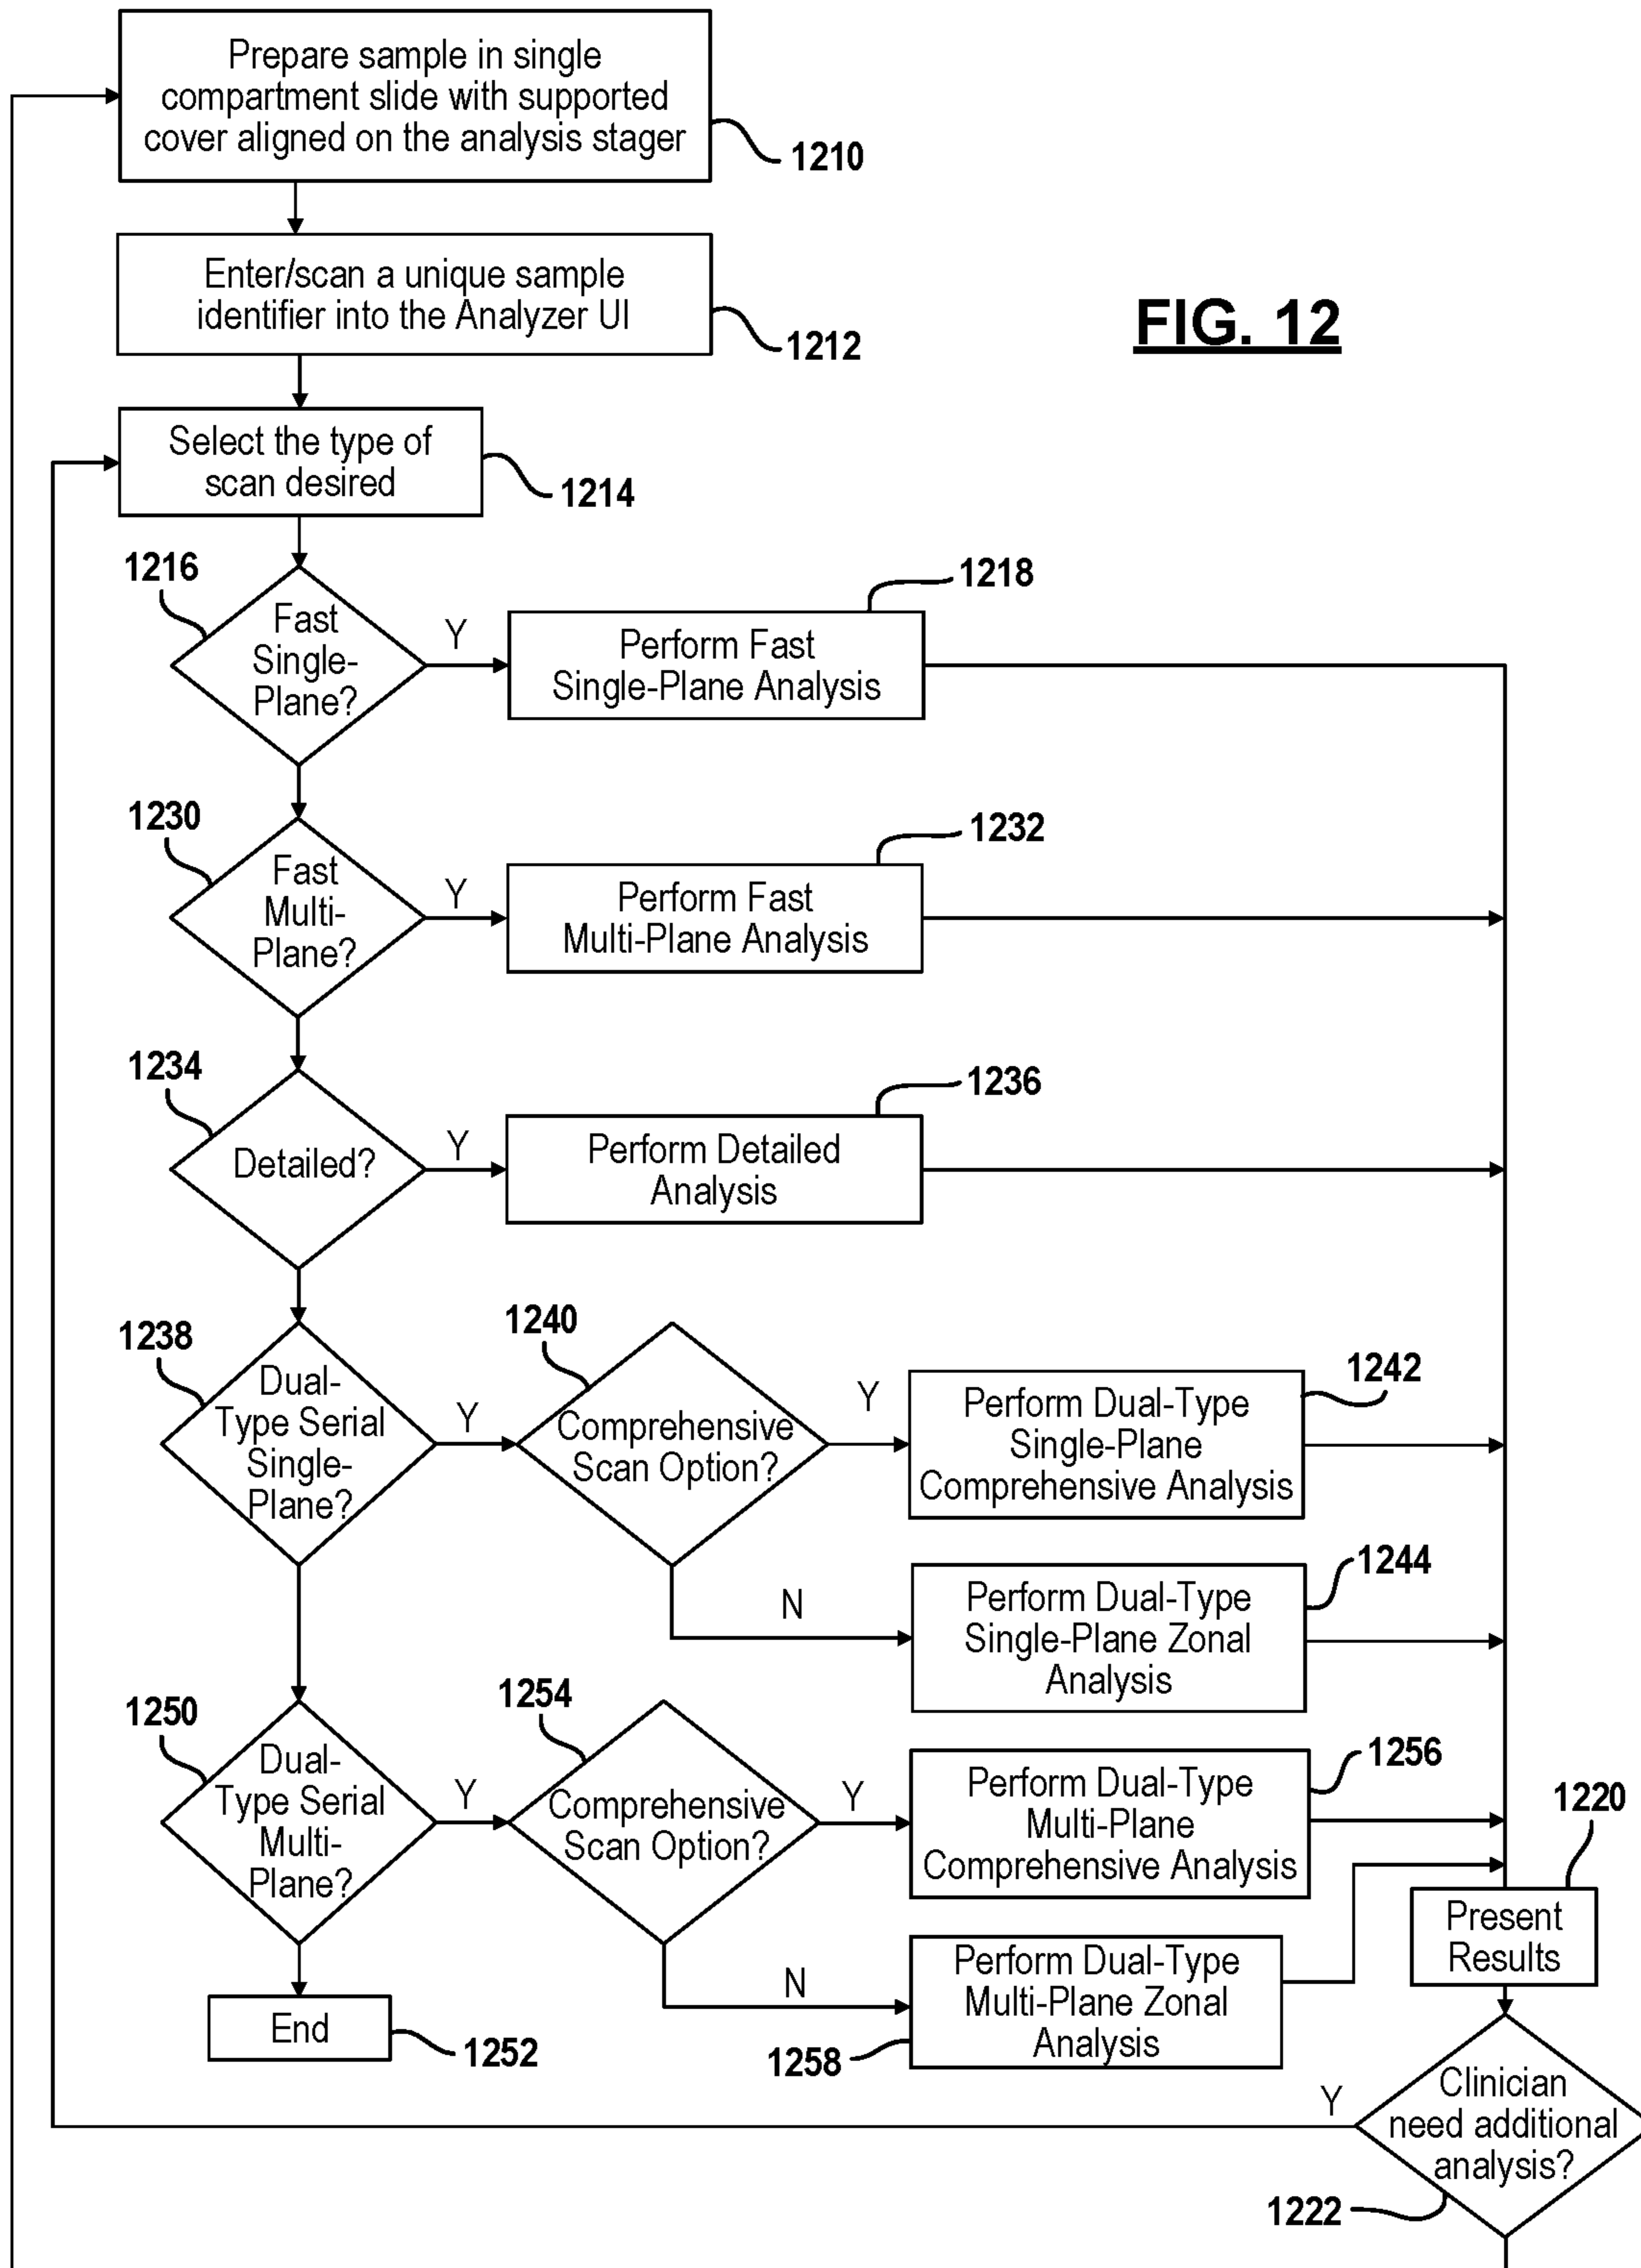 Prepare sample in single
compartment slide with supported
cover aligned on the analysis stager
1210
Enter/scan a unique sample
identifier into the Analyzer UI
1212
FIG. 12
Select the type of
scan desired
1214
1216
Fast
Single-
Plane?
Y
Perform Fast
Single-Plane Analysis
1218
1230
Fast
Multi-
Plane?
Y
Perform Fast
Multi-Plane Analysis
1232
1234
Detailed?
Y
Perform Detailed
Analysis
1236
1238
Dual-
Type Serial
Single-
Plane?
Y
1240
Comprehensive
Scan Option?
Y
Perform Dual-Type
Single-Plane
Comprehensive Analysis
1242
N
Perform Dual-Type
Single-Plane Zonal
Analysis
1244
1250
Dual-
Type Serial
Multi-
Plane?
Y
1254
Comprehensive
Scan Option?
Y
Perform Dual-Type
Multi-Plane
Comprehensive Analysis
1256
N
Perform Dual-Type
Multi-Plane Zonal
Analysis
1258
1220
Present
Results
End
1252
Y
Clinician
need additional
analysis?
1222